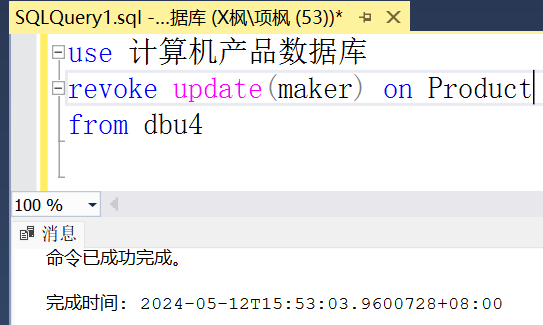 SQLQuery1.sql -...据库 (X枫\项枫 (53))*
use 计算机产品数据库
revoke update(maker) on Product
from dbu4
100 %
消息
命令已成功完成。
完成时间: 2024-05-12T15:53:03.9600728+08:00